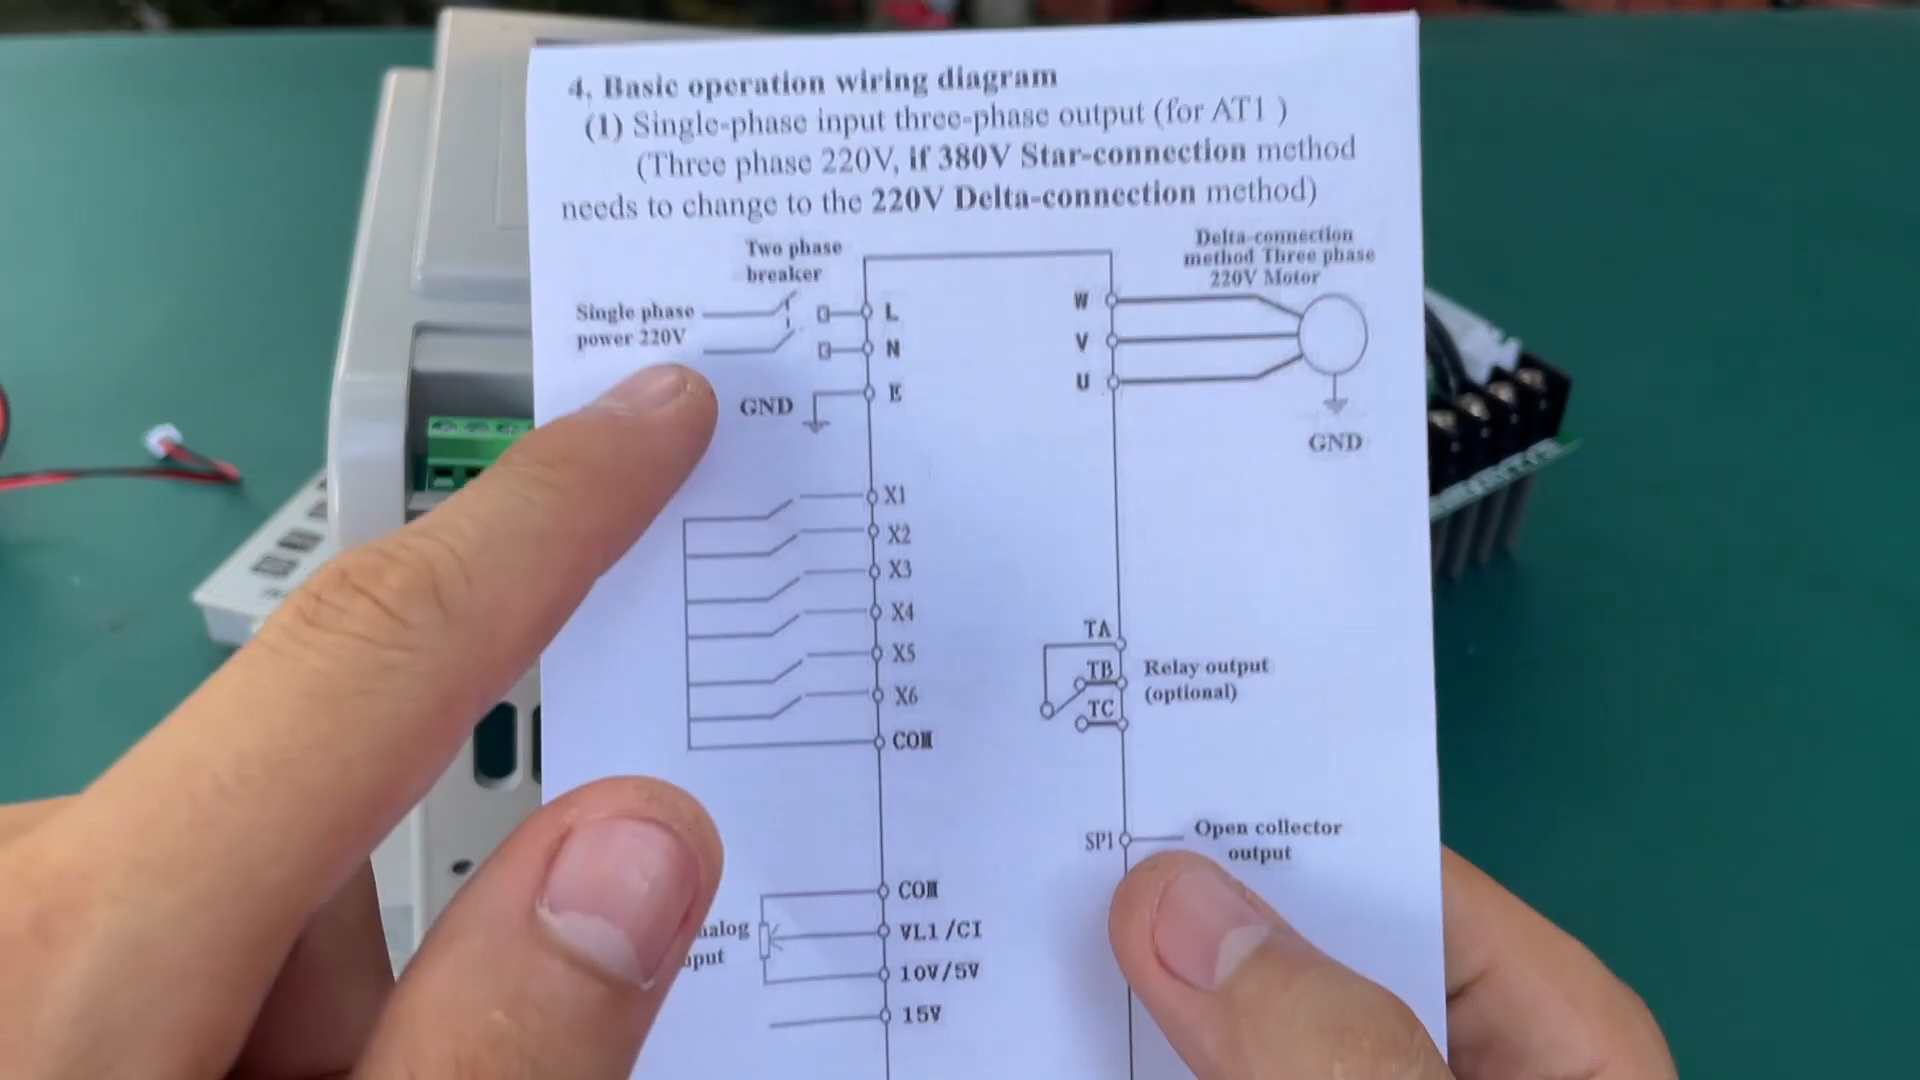 4. Basic operation wiring diagram
(1) Single-phase input three-phase output (for AT1 )
(Three phase 220V, if 380V Star-connection method
needs to change to the 220V Delta-connection method)
Two phase
breaker
Single phase
power 220V
L
N
GND
E
Delta-connection
method Three phase
220V Motor
W
V
U
GND
X1
X2
X3
X4
X5
X6
COM
TA
TB
TC
Relay output
(optional)
SP1
Open collector
output
COM
VL1/CI
10V/5V
15V